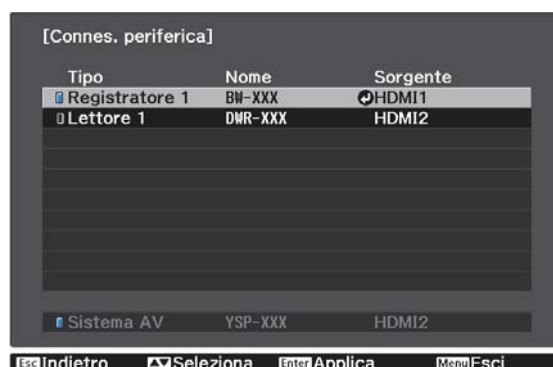 [Connes. periferica]
Tipo Nome Sorgente
Registratore 1 BW-XXX HDMI1
Lettore 1 DWR-XXX HDMI2
Sistema AV YSP-XXX HDMI2
Esc Indietro Seleziona Enter Applica Menu Esci